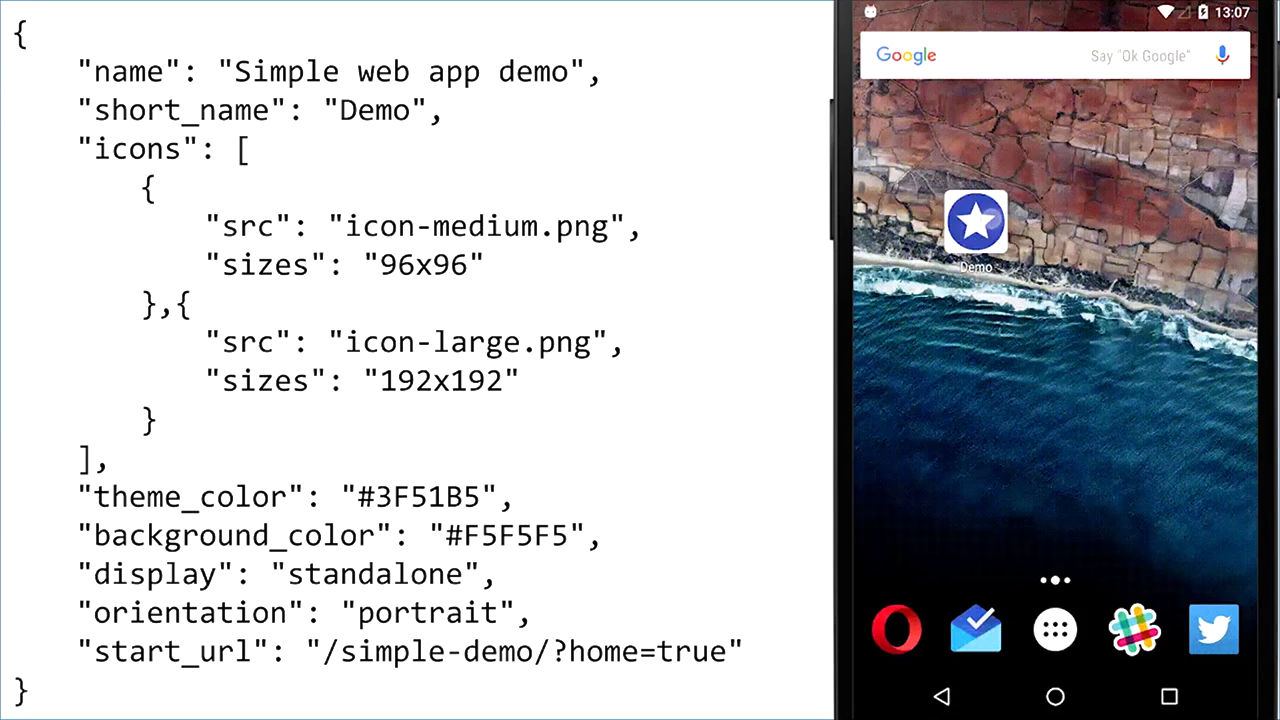 {
"name": "Simple web app demo",
"short_name": "Demo",
"icons": [
{
"src": "icon-medium.png",
"sizes": "96x96"
},{
"src": "icon-large.png",
"sizes": "192x192"
}
],
"theme_color": "#3F51B5",
"background_color": "#F5F5F5",
"display": "standalone",
"orientation": "portrait",
"start_url": "/simple-demo/?home=true"
}
13:07
Google Say "Ok Google"
Demo